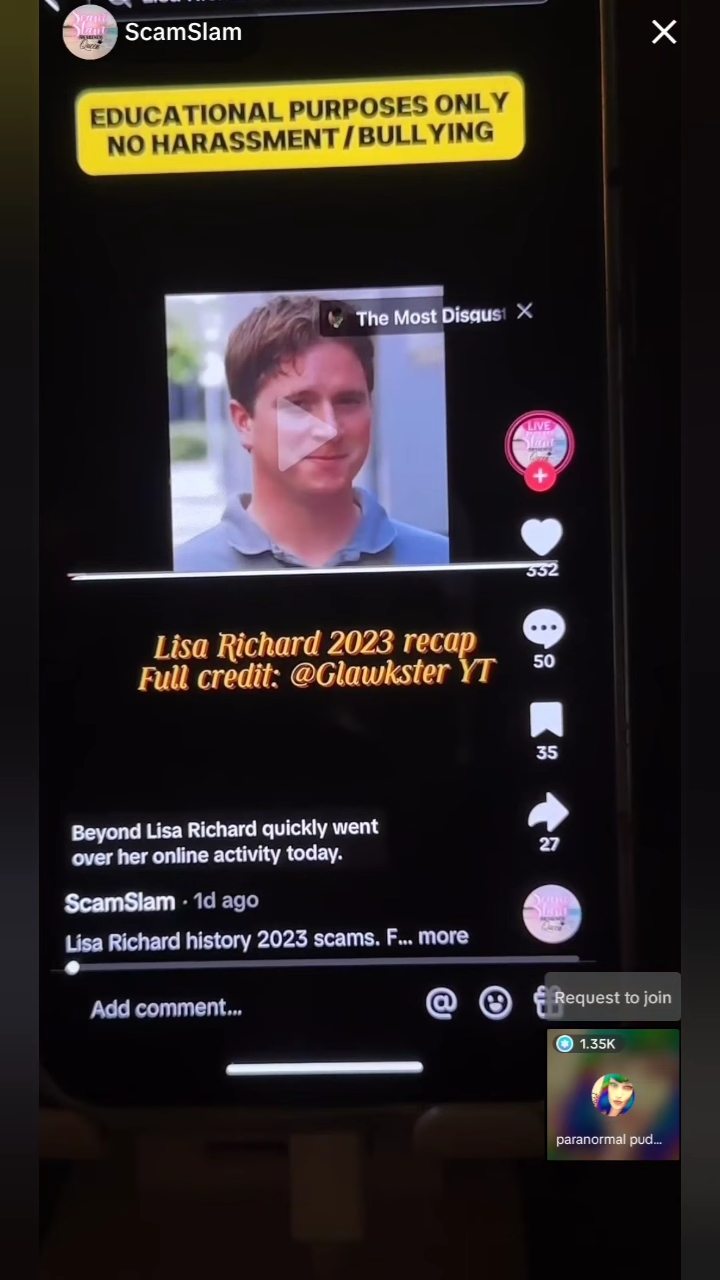 ScamSlam
EDUCATIONAL PURPOSES ONLY
NO HARASSMENT / BULLYING
The Most Disgust
LIVE
332
Lisa Richard 2023 recap
Full credit: @Glawkster YT
50
35
27
Beyond Lisa Richard quickly went
over her online activity today.
ScamSlam · 1d ago
Lisa Richard history 2023 scams. F... more
Add comment...
Request to join
1.35K
paranormal pud...